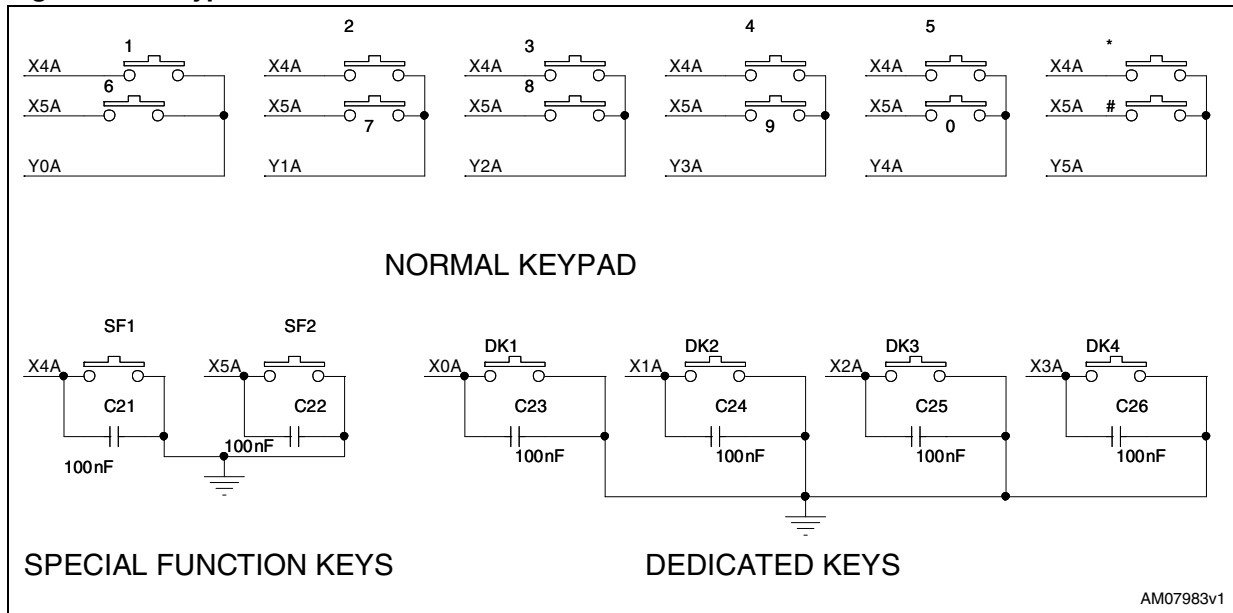 1 2 3 4 5 *
X4A X4A X4A X4A X4A X4A
6 8
X5A X5A X5A X5A X5A X5A #
7 9 0
Y0A Y1A Y2A Y3A Y4A Y5A
NORMAL KEYPAD
SF1 SF2 DK1 DK2 DK3 DK4
X4A X5A X0A X1A X2A X3A
C21 C22 C23 C24 C25 C26
100nF 100nF 100nF 100nF 100nF 100nF
SPECIAL FUNCTION KEYS DEDICATED KEYS
AM07983v1